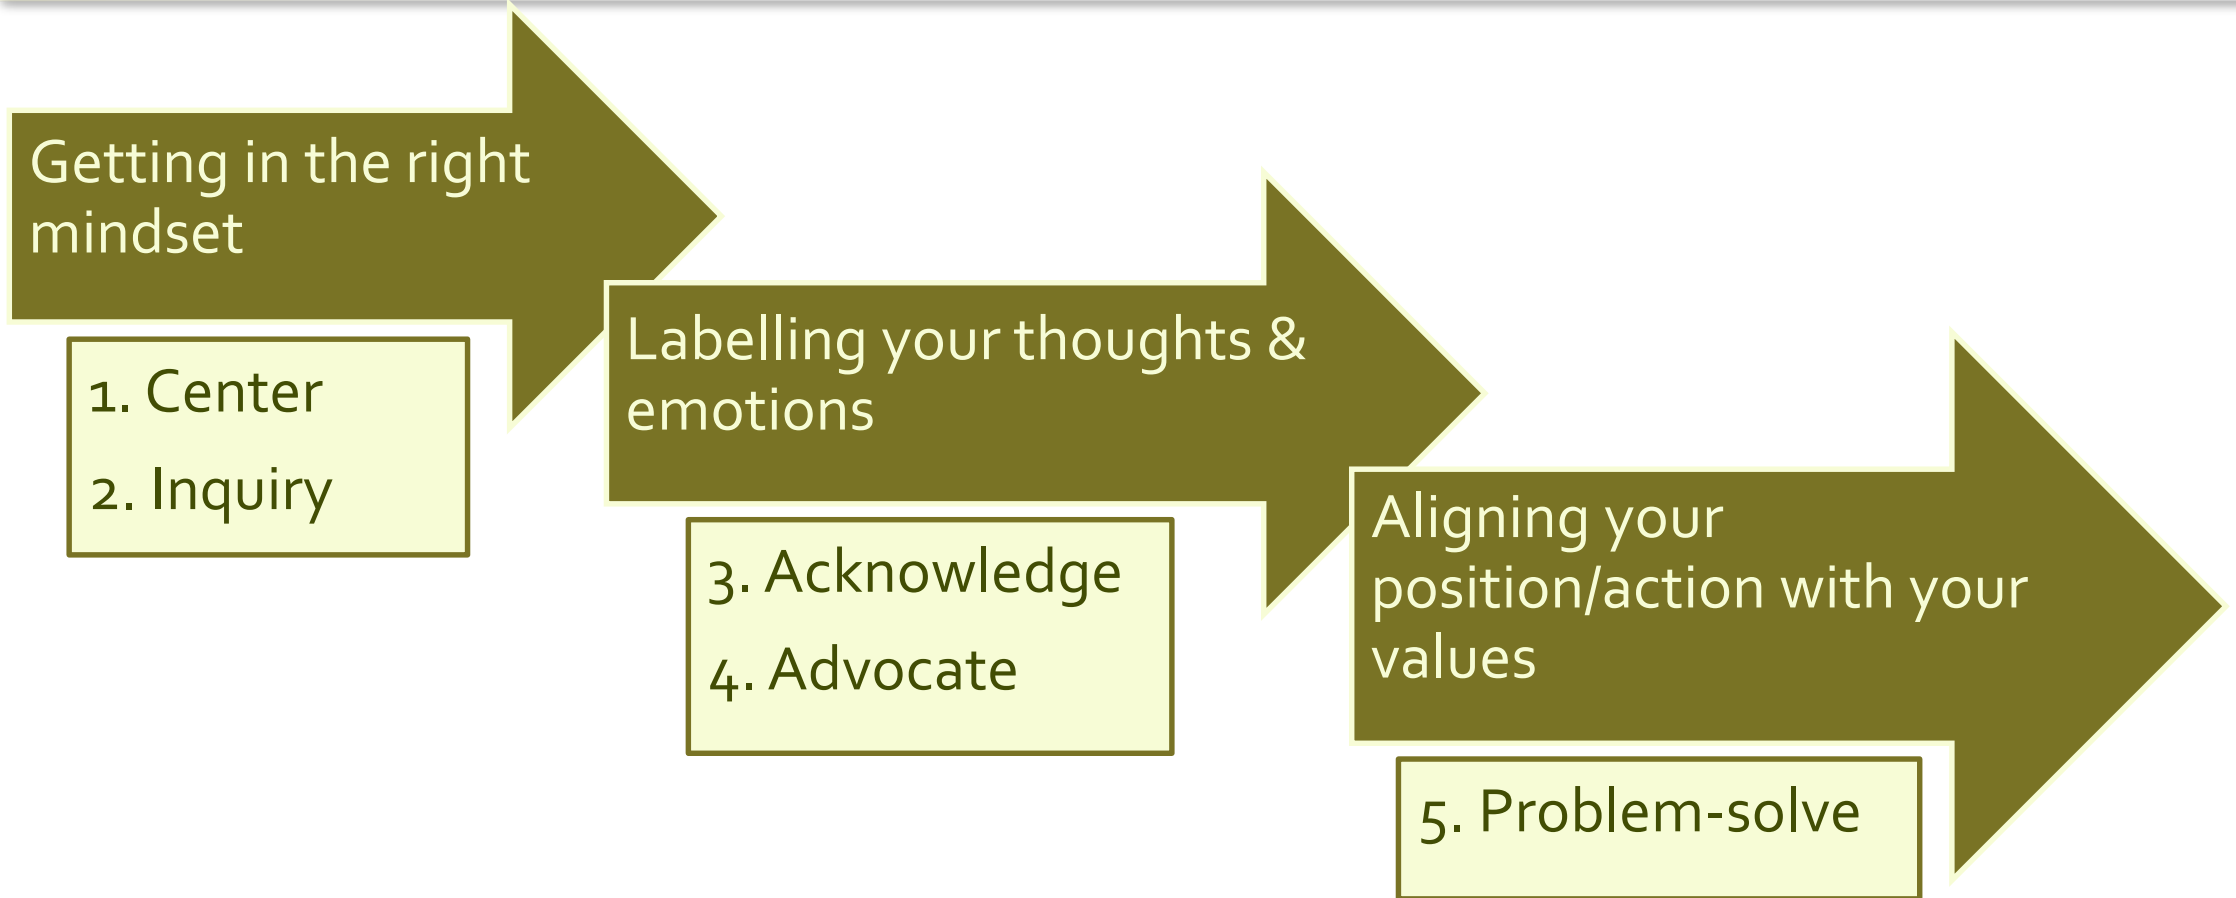 Getting in the right
mindset
1. Center
2. Inquiry
Labelling your thoughts &
emotions
3. Acknowledge
4. Advocate
Aligning your
position/action with your
values
5. Problem-solve